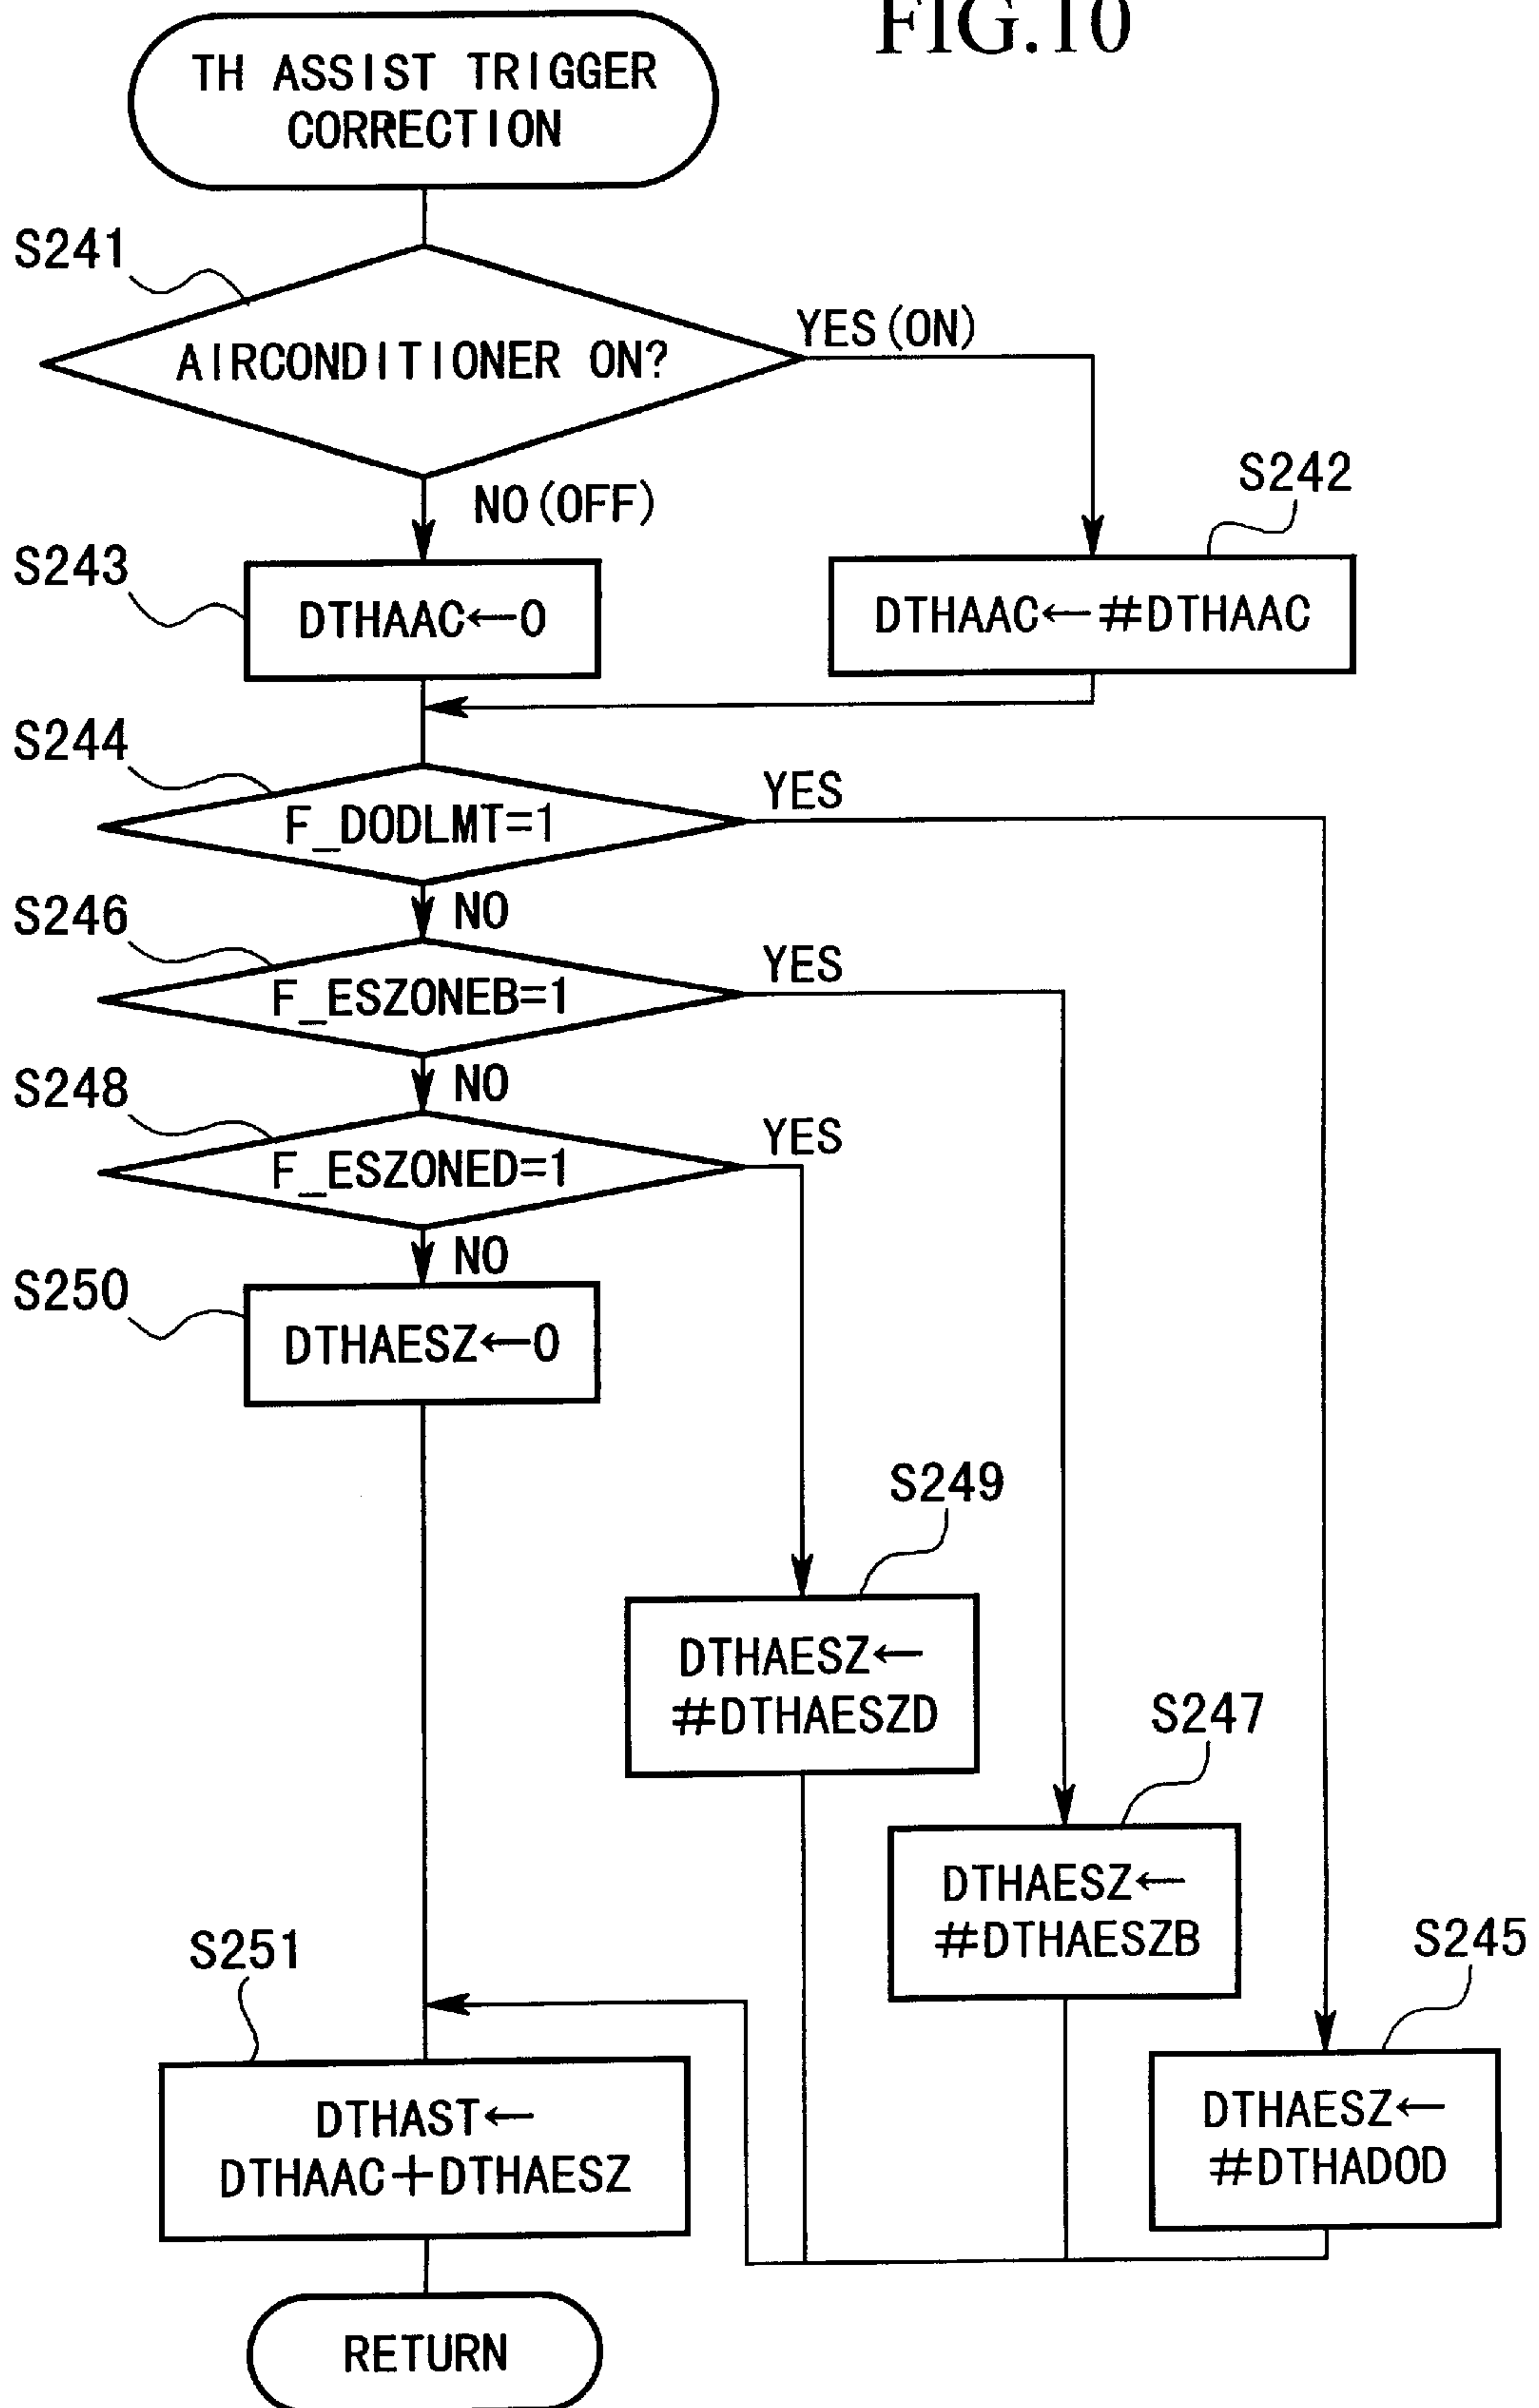 FIG.10
TH ASSIST TRIGGER
CORRECTION
S241
AIRCONDITIONER ON?
YES(ON)
NO(OFF)
S242
S243
DTHAAC←0
DTHAAC←#DTHAAC
S244
F_DODLMT=1
YES
NO
S246
F_ESZONEB=1
YES
NO
S248
F_ESZONED=1
YES
NO
S250
DTHAESZ←0
S249
DTHAESZ←
#DTHAESZD
S247
DTHAESZ←
#DTHAESZB
S245
DTHAESZ←
#DTHADOD
S251
DTHAST←
DTHAAC+DTHAESZ
RETURN